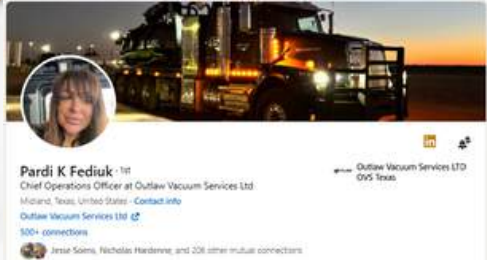 Pardi K Fediuk · 1st
Chief Operations Officer at Outlaw Vacuum Services Ltd
Midland, Texas, United States · Contact info
Outlaw Vacuum Services Ltd
500+ connections
Jesse Soens, Nicholas Hardenne, and 208 other mutual connections
in
Outlaw Vacuum Services LTD
OVS Texas